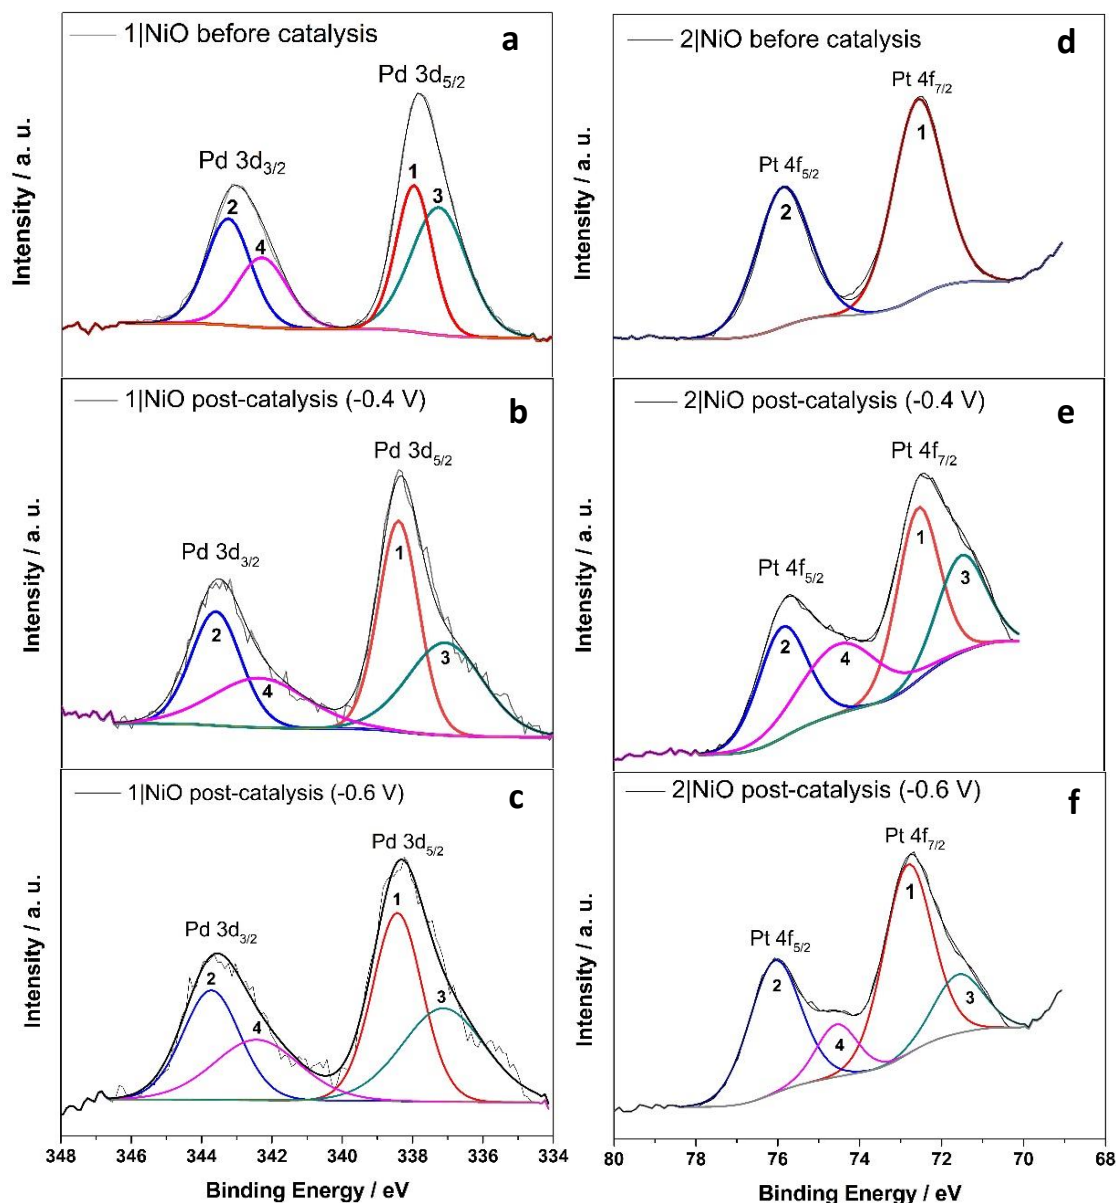 1|NiO before catalysis
a
Pd 3d5/2
Pd 3d3/2
1
2
3
4
Intensity / a. u.
1|NiO post-catalysis (-0.4 V)
b
Pd 3d5/2
Pd 3d3/2
1
2
3
4
Intensity / a. u.
1|NiO post-catalysis (-0.6 V)
c
Pd 3d5/2
Pd 3d3/2
1
2
3
4
Intensity / a. u.
348 346 344 342 340 338 336 334
Binding Energy / eV
2|NiO before catalysis
d
Pt 4f7/2
Pt 4f5/2
1
2
Intensity / a. u.
2|NiO post-catalysis (-0.4 V)
e
Pt 4f7/2
Pt 4f5/2
1
2
3
4
Intensity / a. u.
2|NiO post-catalysis (-0.6 V)
f
Pt 4f7/2
Pt 4f5/2
1
2
3
4
Intensity / a. u.
80 78 76 74 72 70 68
Binding Energy / eV